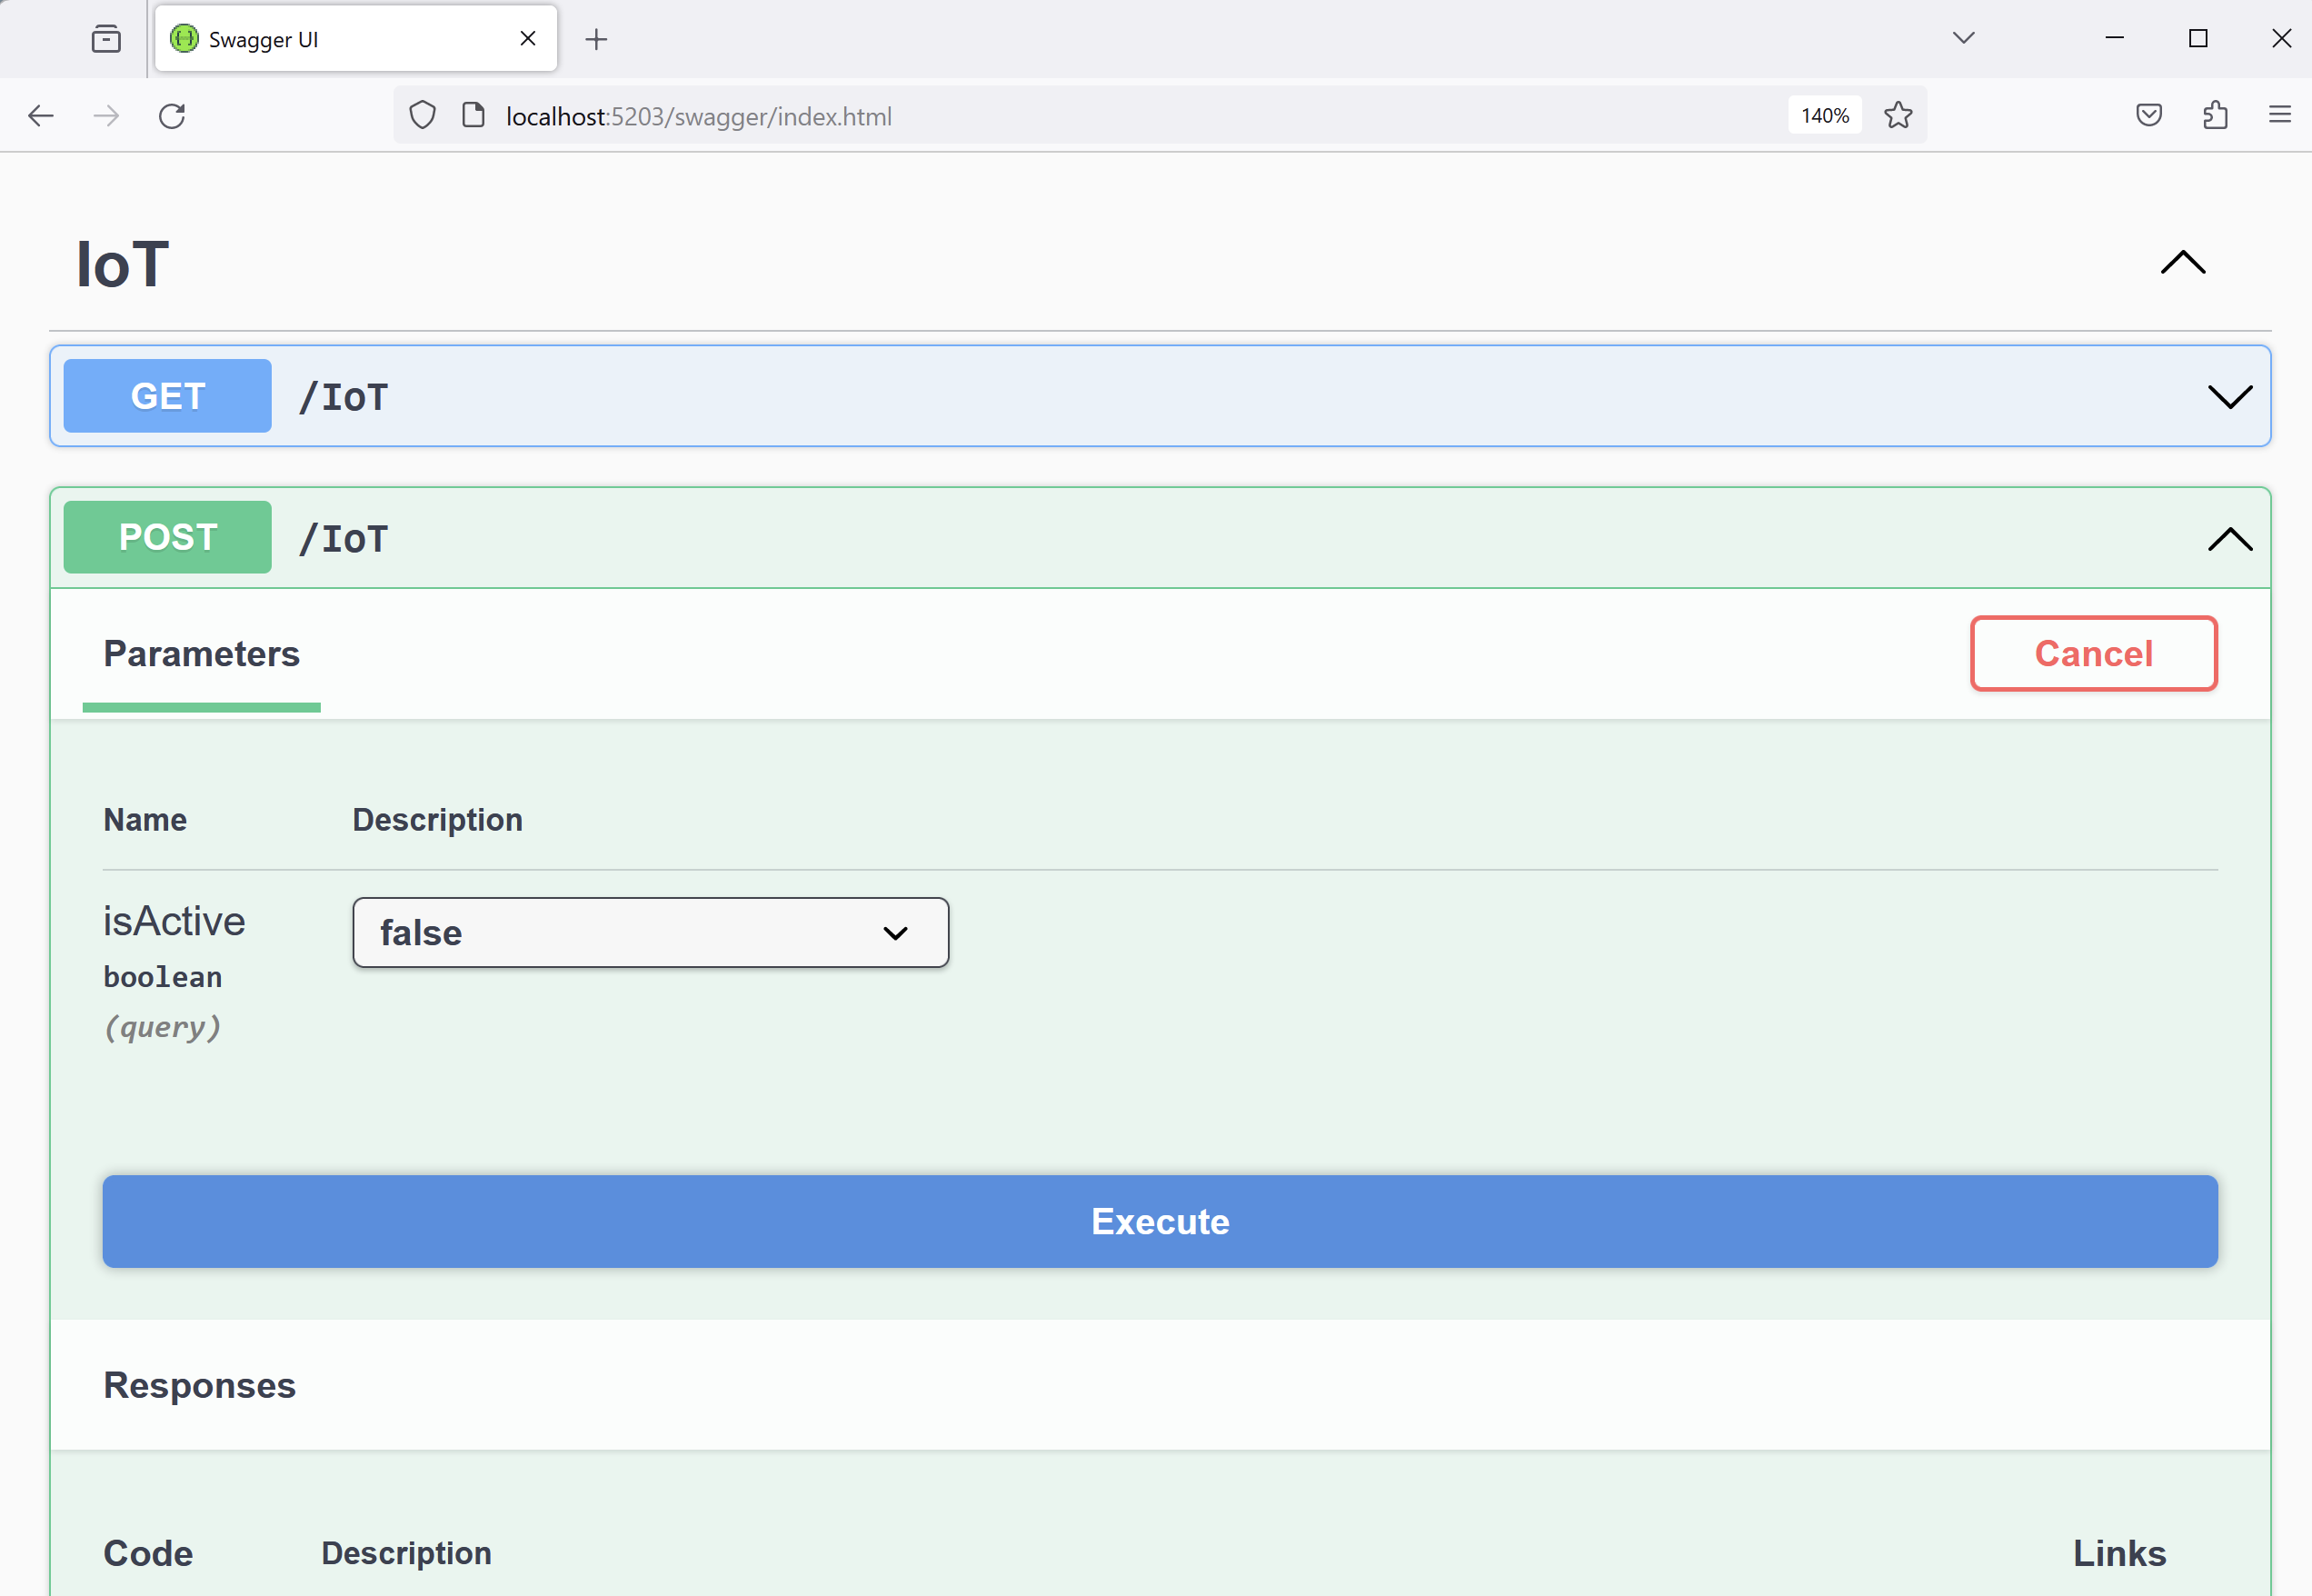 Swagger UI
localhost:5203/swagger/index.html
140%
IoT
GET /IoT
POST /IoT
Parameters
Cancel
Name Description
isActive
false
boolean
(query)
Execute
Responses
Code Description Links